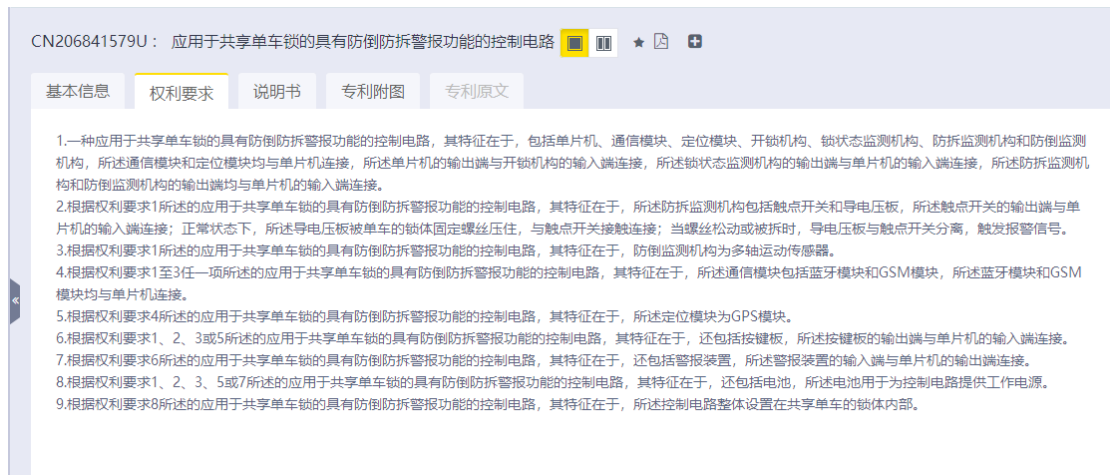 CN206841579U： 应用于共享单车锁的具有防倒防拆警报功能的控制电路
基本信息 权利要求 说明书 专利附图 专利原文
1.一种应用于共享单车锁的具有防倒防拆警报功能的控制电路，其特征在于，包括单片机、通信模块、定位模块、开锁机构、锁状态监测机构、防拆监测机构和防倒监测
机构，所述通信模块和定位模块均与单片机连接，所述单片机的输出端与开锁机构的输入端连接，所述锁状态监测机构的输出端与单片机的输入端连接，所述防拆监测机
构和防倒监测机构的输出端均与单片机的输入端连接。
2.根据权利要求1所述的应用于共享单车锁的具有防倒防拆警报功能的控制电路，其特征在于，所述防拆监测机构包括触点开关和导电压板，所述触点开关的输出端与单
片机的输入端连接；正常状态下，所述导电压板被单车的锁体固定螺丝压住，与触点开关接触连接；当螺丝松动或被拆时，导电压板与触点开关分离，触发报警信号。
3.根据权利要求1所述的应用于共享单车锁的具有防倒防拆警报功能的控制电路，其特征在于，防倒监测机构为多轴运动传感器。
4.根据权利要求1至3任一项所述的应用于共享单车锁的具有防倒防拆警报功能的控制电路，其特征在于，所述通信模块包括蓝牙模块和GSM模块，所述蓝牙模块和GSM
模块均与单片机连接。
5.根据权利要求4所述的应用于共享单车锁的具有防倒防拆警报功能的控制电路，其特征在于，所述定位模块为GPS模块。
6.根据权利要求1、2、3或5所述的应用于共享单车锁的具有防倒防拆警报功能的控制电路，其特征在于，还包括按键板，所述按键板的输出端与单片机的输入端连接。
7.根据权利要求6所述的应用于共享单车锁的具有防倒防拆警报功能的控制电路，其特征在于，还包括警报装置，所述警报装置的输入端与单片机的输出端连接。
8.根据权利要求1、2、3、5或7所述的应用于共享单车锁的具有防倒防拆警报功能的控制电路，其特征在于，还包括电池，所述电池用于为控制电路提供工作电源。
9.根据权利要求8所述的应用于共享单车锁的具有防倒防拆警报功能的控制电路，其特征在于，所述控制电路整体设置在共享单车的锁体内部。